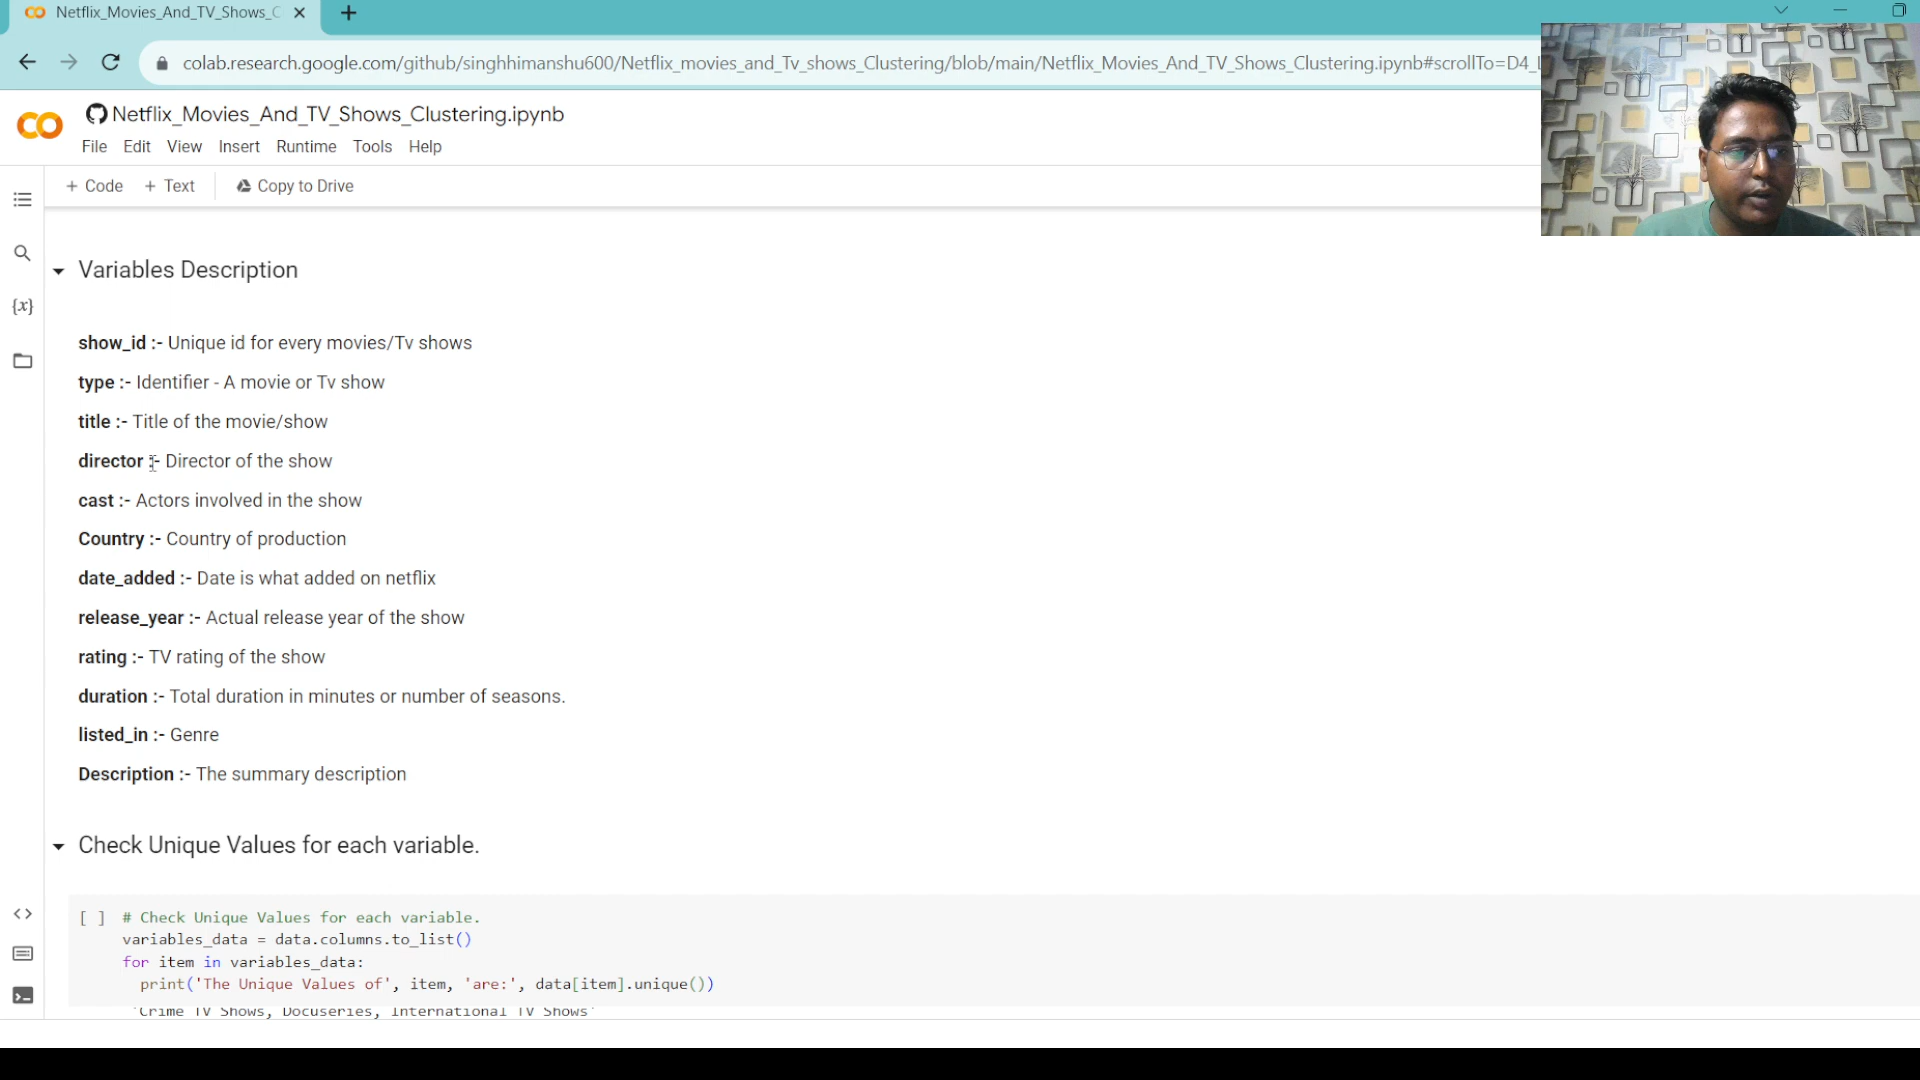 Netflix_Movies_And_TV_Shows_C
colab.research.google.com/github/singhhimanshu600/Netflix_movies_and_Tv_shows_Clustering/blob/main/Netflix_Movies_And_TV_Shows_Clustering.ipynb#scrollTo=D4_
Netflix_Movies_And_TV_Shows_Clustering.ipynb
File Edit View Insert Runtime Tools Help
+ Code + Text Copy to Drive
Variables Description
show_id :- Unique id for every movies/Tv shows
type :- Identifier - A movie or Tv show
title :- Title of the movie/show
director :- Director of the show
cast :- Actors involved in the show
Country :- Country of production
date_added :- Date is what added on netflix
release_year :- Actual release year of the show
rating :- TV rating of the show
duration :- Total duration in minutes or number of seasons.
listed_in :- Genre
Description :- The summary description
Check Unique Values for each variable.
[ ] # Check Unique Values for each variable.
variables_data = data.columns.to_list()
for item in variables_data:
print('The Unique Values of', item, 'are:', data[item].unique())
'Crime TV Shows, Docuseries, International TV Shows'